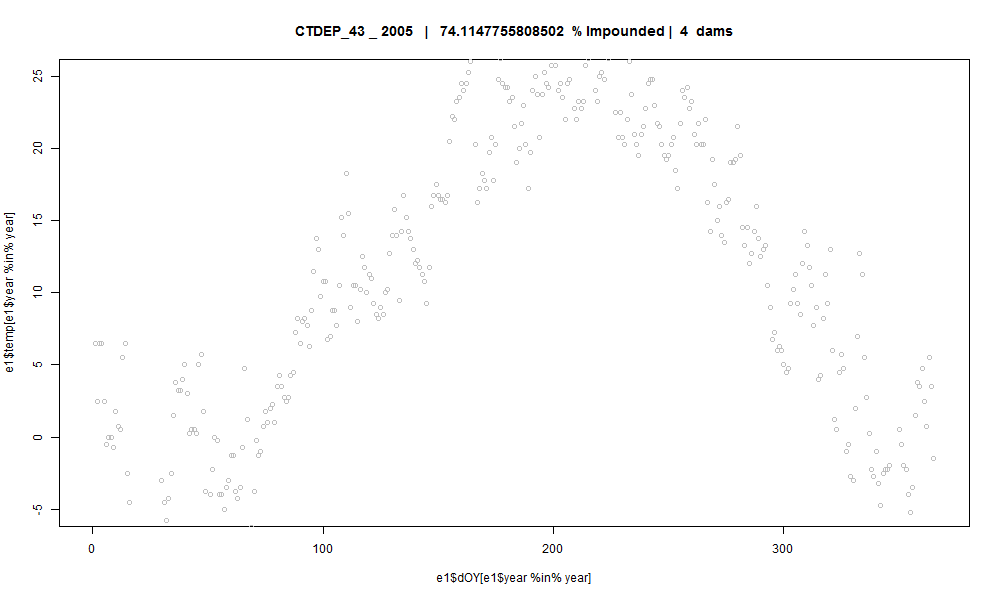 CTDEP_43 _ 2005 | 74.1147755808502 % Impounded | 4 dams
e1$temp[e1$year %in% year]
25
20
15
10
5
0
-5
0 100 200 300
e1$dOY[e1$year %in% year]